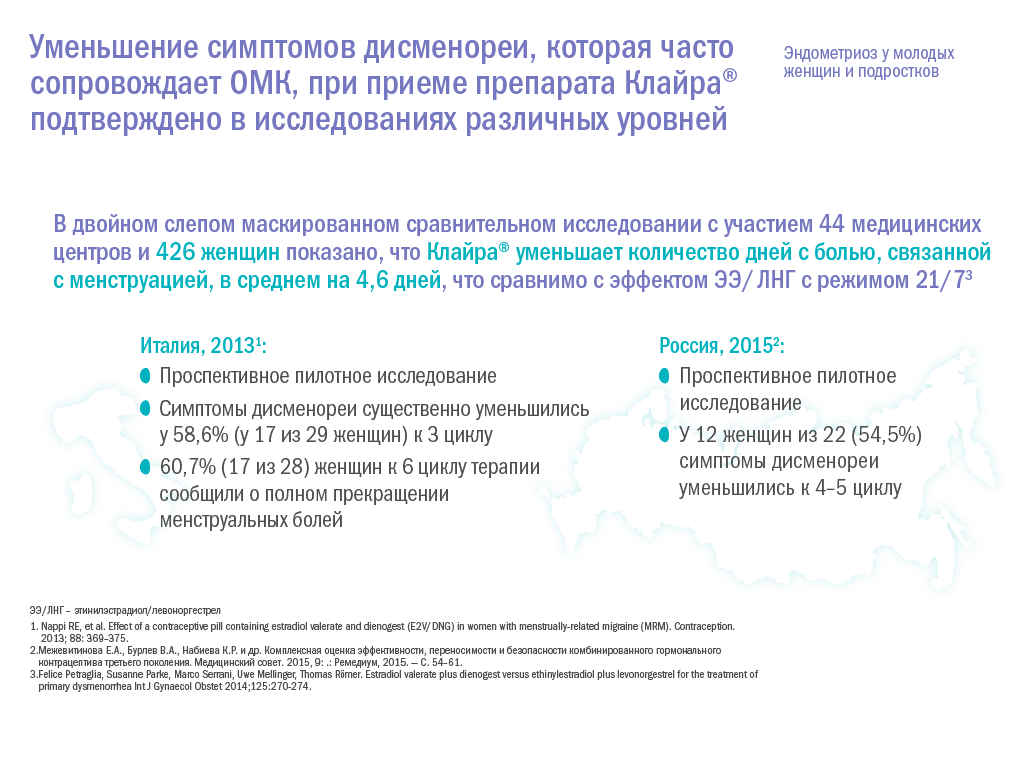 Уменьшение симптомов дисменореи, которая часто
сопровождает ОМК, при приеме препарата Клайра®
подтверждено в исследованиях различных уровней
Эндометриоз у молодых
женщин и подростков
В двойном слепом маскированном сравнительном исследовании с участием 44 медицинских
центров и 426 женщин показано, что Клайра® уменьшает количество дней с болью, связанной
с менструацией, в среднем на 4,6 дней, что сравнимо с эффектом ЭЭ/ ЛНГ с режимом 21/ 7³
Италия, 2013¹:
Проспективное пилотное исследование
Симптомы дисменореи существенно уменьшились
у 58,6% (у 17 из 29 женщин) к 3 циклу
60,7% (17 из 28) женщин к 6 циклу терапии
сообщили о полном прекращении
менструальных болей
Россия, 2015²:
Проспективное пилотное
исследование
У 12 женщин из 22 (54,5%)
симптомы дисменореи
уменьшились к 4–5 циклу
ЭЭ/ЛНГ – этинилэстрадиол/левоноргестрел
1. Nappi RE, et al. Effect of a contraceptive pill containing estradiol valerate and dienogest (E2V/ DNG) in women with menstrually-related migraine (MRM). Contraception.
2013; 88: 369–375.
2.Межевитинова Е.А., Бурлев В.А., Набиева К.Р. и др. Комплексная оценка эффективности, переносимости и безопасности комбинированного гормонального
контрацептива третьего поколения. Медицинский совет. 2015, 9: .: Ремедиум, 2015. — С. 54–61.
3.Felice Petraglia, Susanne Parke, Marco Serrani, Uwe Mellinger, Thomas Römer. Estradiol valerate plus dienogest versus ethinylestradiol plus levonorgestrel for the treatment of
primary dysmenorrhea Int J Gynaecol Obstet 2014;125:270-274.